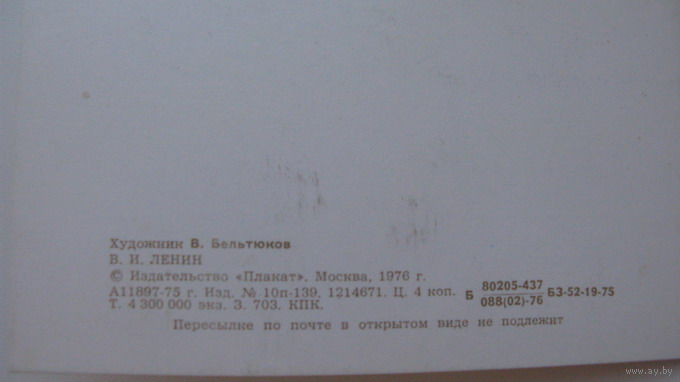 Художник В. Бельтюков
В. И. ЛЕНИН
© Издательство «Плакат». Москва, 1976 г.
А11897-75 г. Изд. № 10п-139. 1214671. Ц. 4 коп. Б 80205-437 / 088(02)-76 БЗ-52-19-75
Т. 4 300 000 экз. З. 703. КПК.
Пересылке по почте в открытом виде не подлежит
www.ay.by